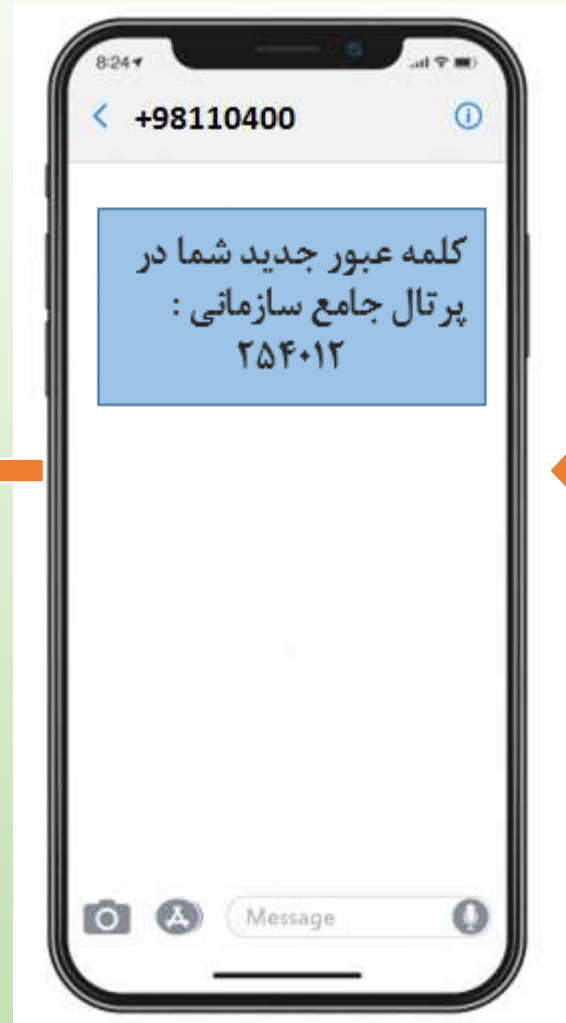 8:24
+98110400
کلمه عبور جدید شما در
پرتال جامع سازمانی :
۲۵۴۰۱۲
Message